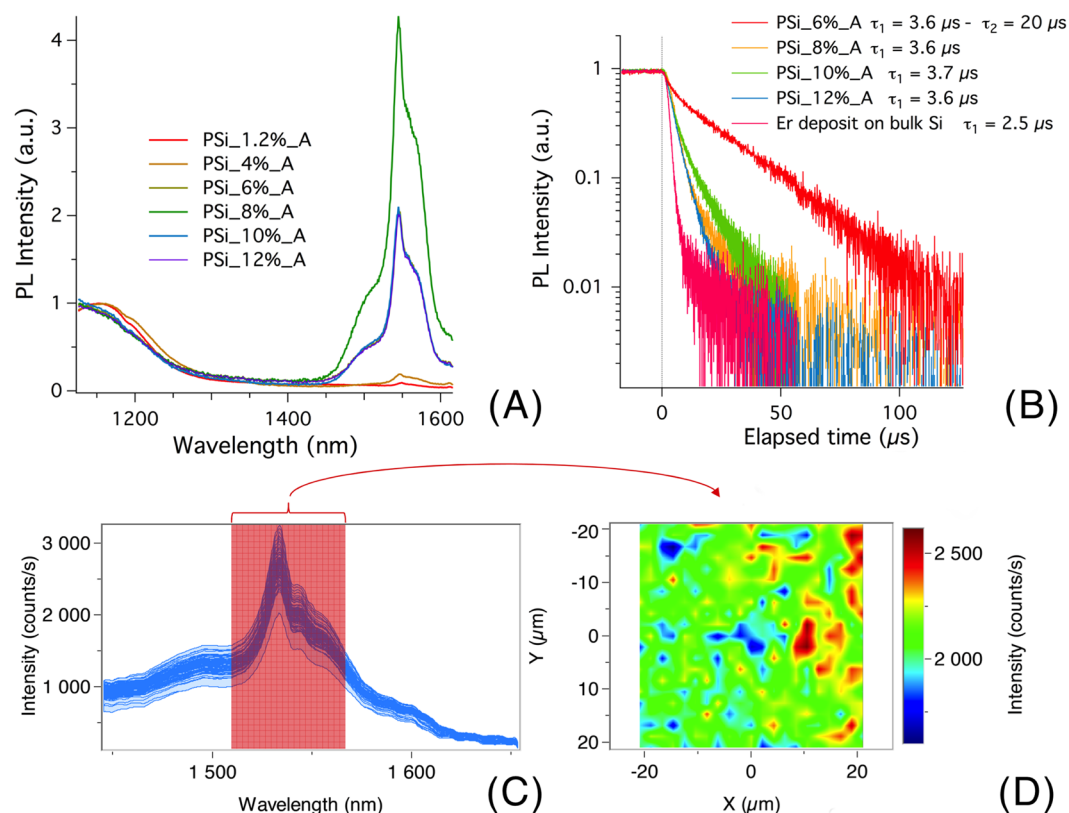 4
3
2
1
0
PL Intensity (a.u.)
PSi_1.2%_A
PSi_4%_A
PSi_6%_A
PSi_8%_A
PSi_10%_A
PSi_12%_A
1200
1400
1600
Wavelength (nm)
(A)
PSi_6%_A τ1 = 3.6 µs - τ2 = 20 µs
PSi_8%_A τ1 = 3.6 µs
PSi_10%_A τ1 = 3.7 µs
PSi_12%_A τ1 = 3.6 µs
Er deposit on bulk Si τ1 = 2.5 µs
1
0.1
0.01
PL Intensity (a.u.)
0
50
100
Elapsed time (µs)
(B)
3 000
2 000
1 000
Intensity (counts/s)
1 500
1 600
Wavelength (nm)
(C)
-20
-10
0
10
20
Y (µm)
-20
0
20
X (µm)
2 500
2 000
Intensity (counts/s)
(D)